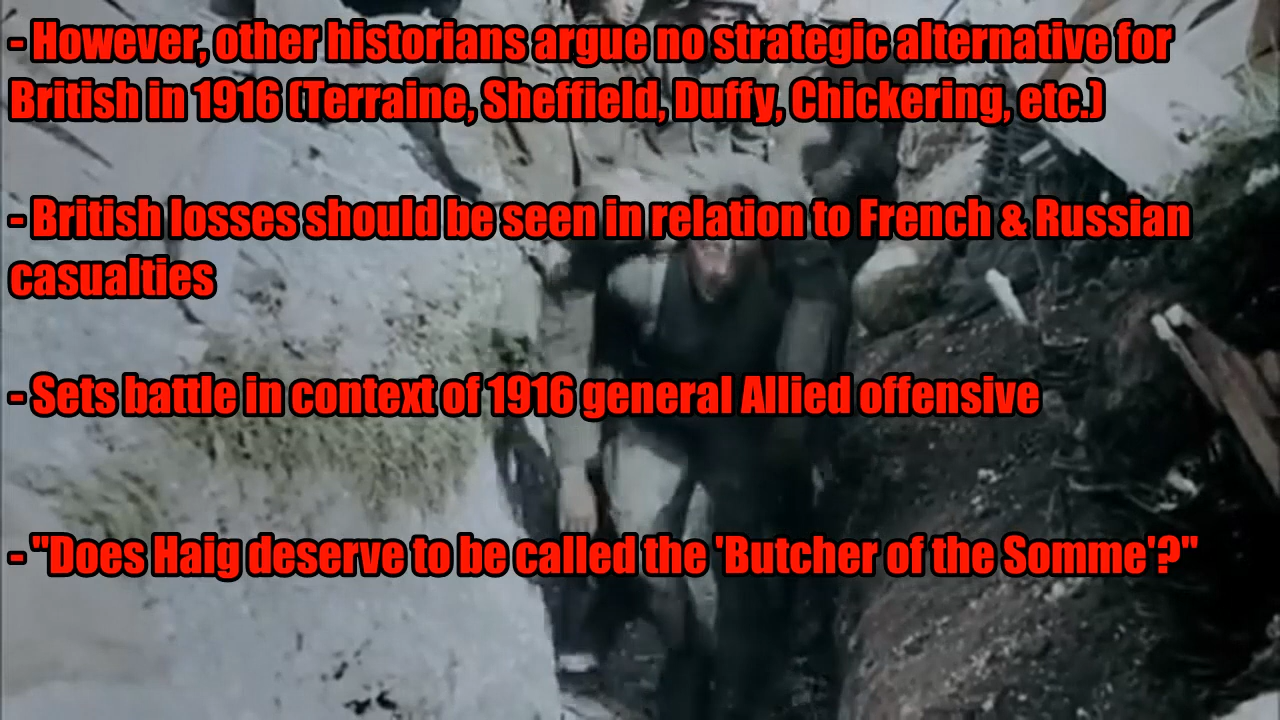 - However, other historians argue no strategic alternative for
British in 1916 (Terraine, Sheffield, Duffy, Chickering, etc.)
- British losses should be seen in relation to French & Russian
casualties
- Sets battle in context of 1916 general Allied offensive
- "Does Haig deserve to be called the 'Butcher of the Somme'?"